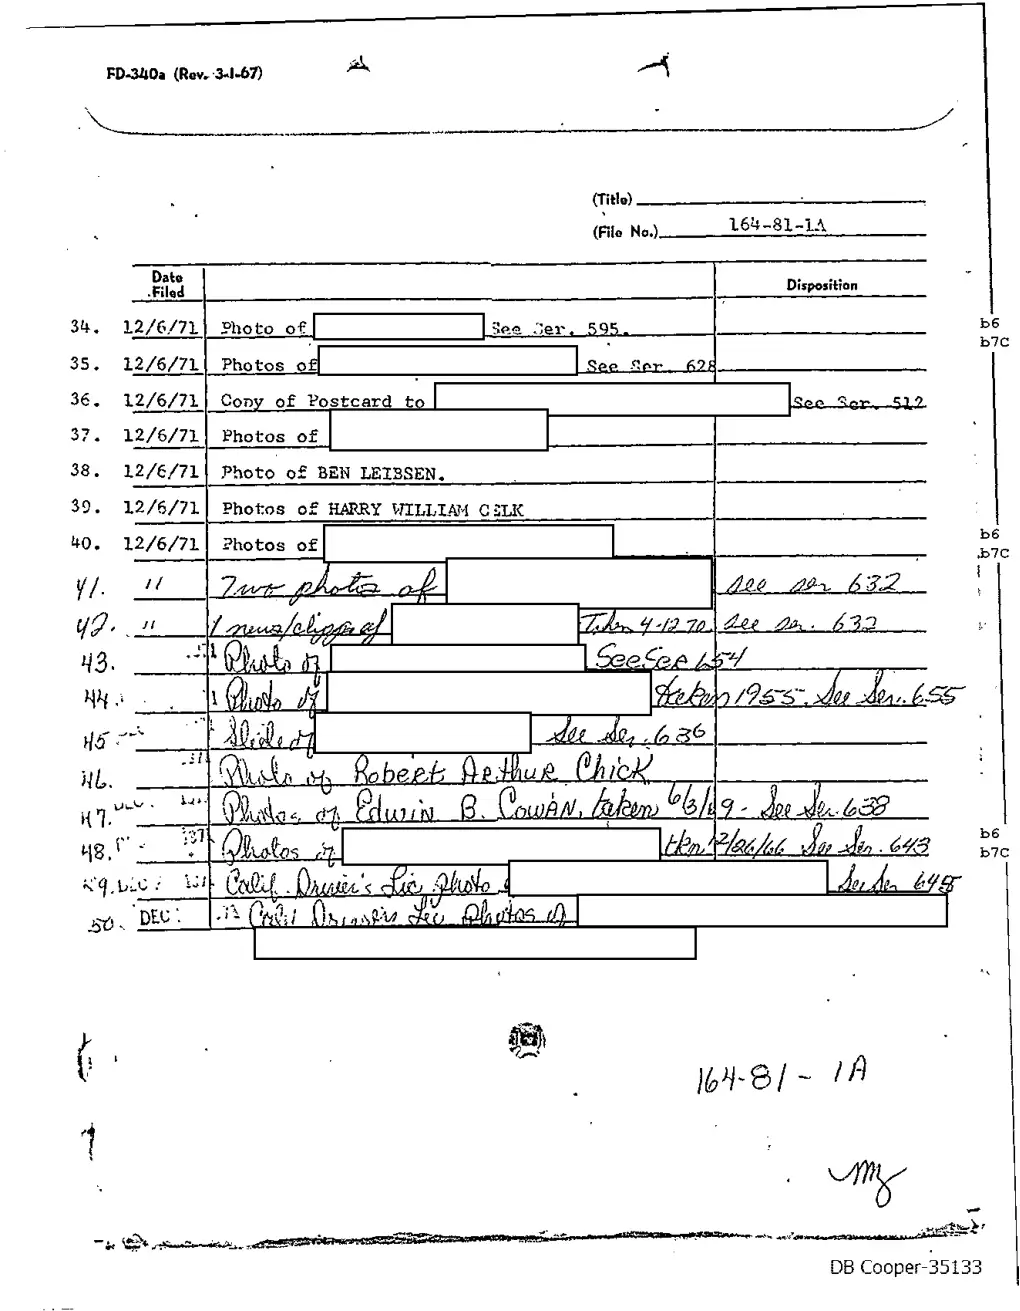 FD-340a (Rev. 3-1-67)
(Title)
(File No.) 164-81-1A
Date Filed Disposition
34. 12/6/71 Photo of See Ser. 595.
b6
b7C
35. 12/6/71 Photos of See Ser. 628
36. 12/6/71 Copy of Postcard to See Ser. 512
37. 12/6/71 Photos of
38. 12/6/71 Photo of BEN LEIBSEN.
39. 12/6/71 Photos of HARRY WILLIAM
40. 12/6/71 Photos of
b6
b7C
41. " Two photos of see ser 632
42. " 1 news/clipping of Taken 4-12-70 see ser. 632
43. Photo of See Ser 654
44. Photo of taken 1955. See Ser. 655
45 Slide of See Ser. 636
46. Photo of Robert Arthur Chick
47. DEC Photos of Edwin B. Cowan, taken 6/3/69 - See Ser. 638
48. Photos of tkn 2/26/66 See Ser. 643
b6
b7C
49. DEC Calif. Driver's Lic Photo See Ser 645
50. DEC Calif Drivers Lic Photos of
164-81-1A
DB Cooper-35133